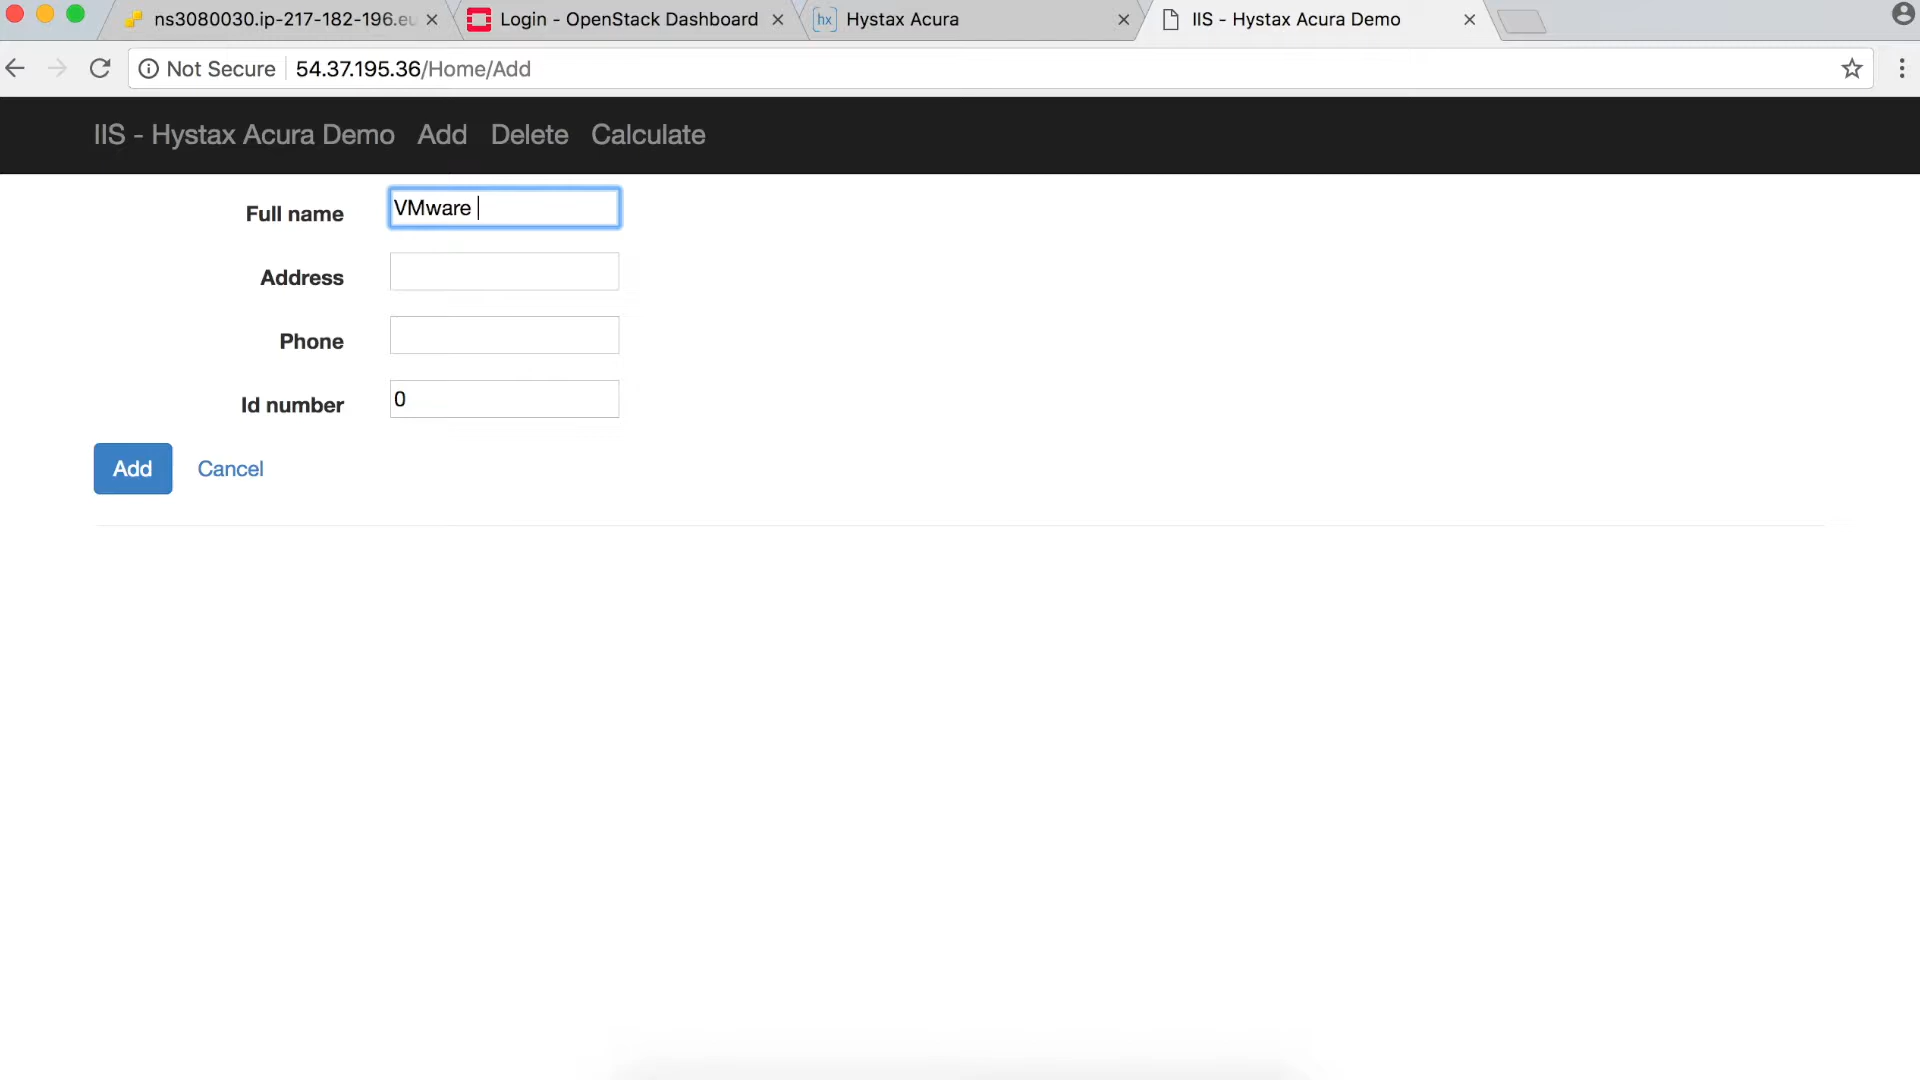 ns3080030.ip-217-182-196.eu
Login - OpenStack Dashboard
hx
Hystax Acura
IIS - Hystax Acura Demo
Not Secure
54.37.195.36/Home/Add
IIS - Hystax Acura Demo
Add
Delete
Calculate
Full name
VMware
Address
Phone
Id number
0
Add
Cancel